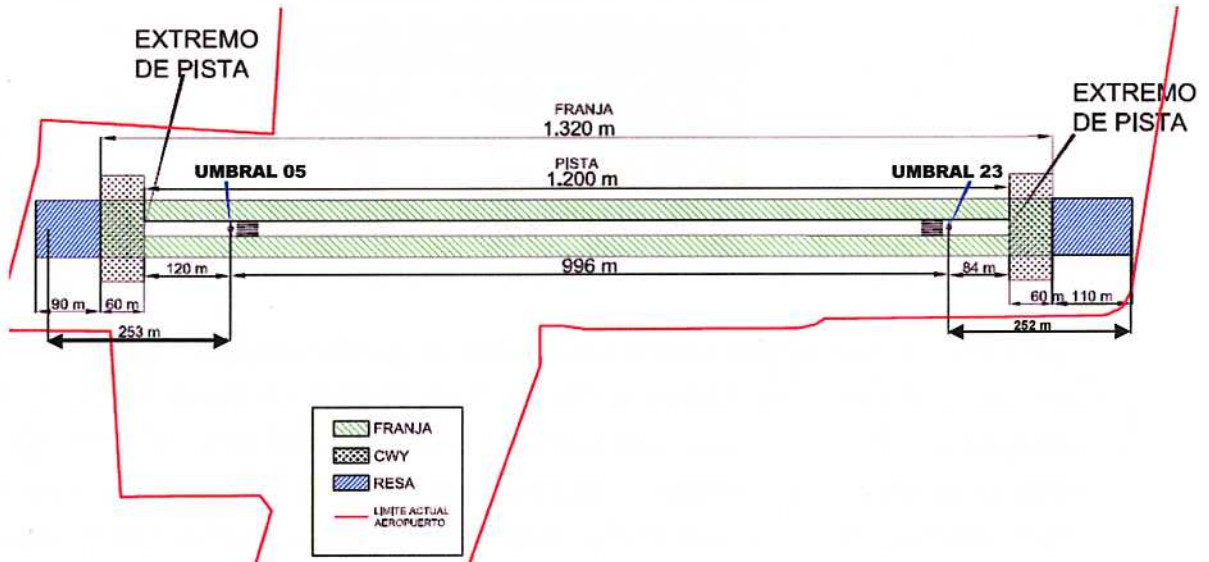 EXTREMO
DE PISTA
FRANJA
1.320 m
EXTREMO
DE PISTA
UMBRAL 05
PISTA
1.200 m
UMBRAL 23
120 m
996 m
84 m
90 m
60 m
60 m
110 m
253 m
252 m
FRANJA
CWY
RESA
LIMITE ACTUAL
AEROPUERTO